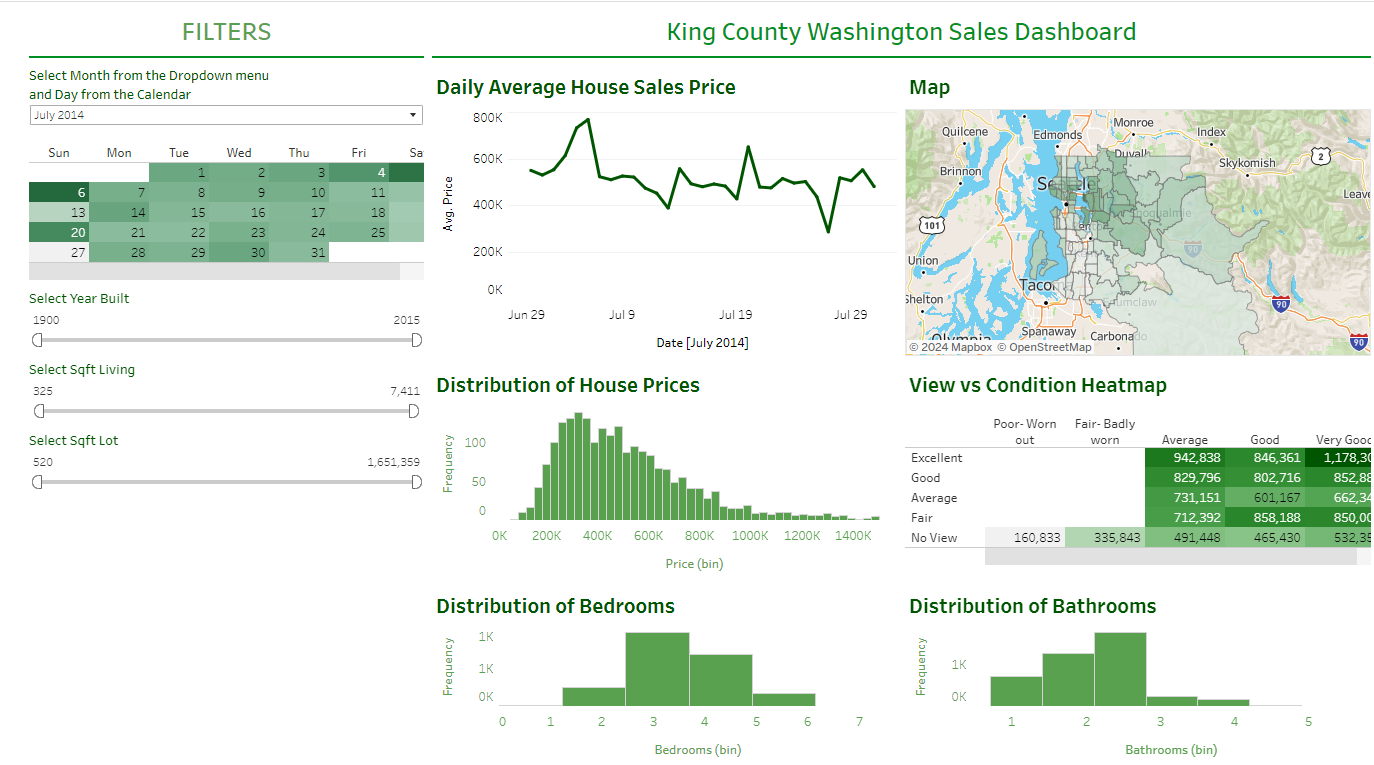 FILTERS
King County Washington Sales Dashboard
Select Month from the Dropdown menu
and Day from the Calendar
July 2014
Sun Mon Tue Wed Thu Fri Sa
1 2 3 4
6 7 8 9 10 11
13 14 15 16 17 18
20 21 22 23 24 25
27 28 29 30 31
Select Year Built
1900 2015
Select Sqft Living
325 7,411
Select Sqft Lot
520 1,651,359
Daily Average House Sales Price
Avg. Price
800K
600K
400K
200K
0K
Jun 29 Jul 9 Jul 19 Jul 29
Date [July 2014]
Map
Quilcene
Edmonds
Monroe
Index
Duvall
Skykomish
2
Brinnon
Leave
101
Union
Tacom
Shelton
Spanaway
Carbona
Olympia
90
90
90
© 2024 Mapbox © OpenStreetMap
Distribution of House Prices
Frequency
100
50
0
0K 200K 400K 600K 800K 1000K 1200K 1400K
Price (bin)
View vs Condition Heatmap
Poor- Worn Fair- Badly
out worn Average Good Very Good
Excellent 942,838 846,361 1,178,30
Good 829,796 802,716 852,88
Average 731,151 601,167 662,34
Fair 712,392 858,188 850,00
No View 160,833 335,843 491,448 465,430 532,35
Distribution of Bedrooms
Frequency
1K
1K
0K
0 1 2 3 4 5 6 7
Bedrooms (bin)
Distribution of Bathrooms
Frequency
1K
0K
1 2 3 4 5
Bathrooms (bin)